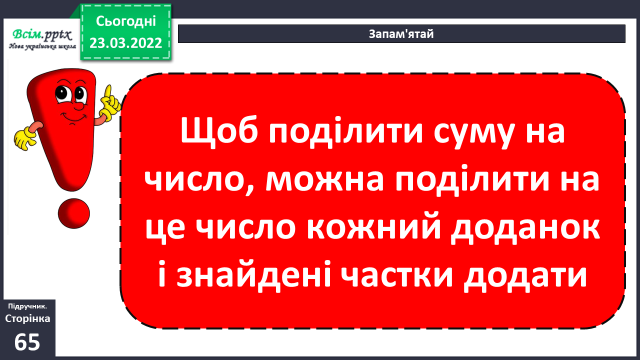 Всім.pptx
Нова українська школа
Сьогодні
23.03.2022
Запам'ятай
Щоб поділити суму на
число, можна поділити на
це число кожний доданок
і знайдені частки додати
Підручник.
Сторінка
65